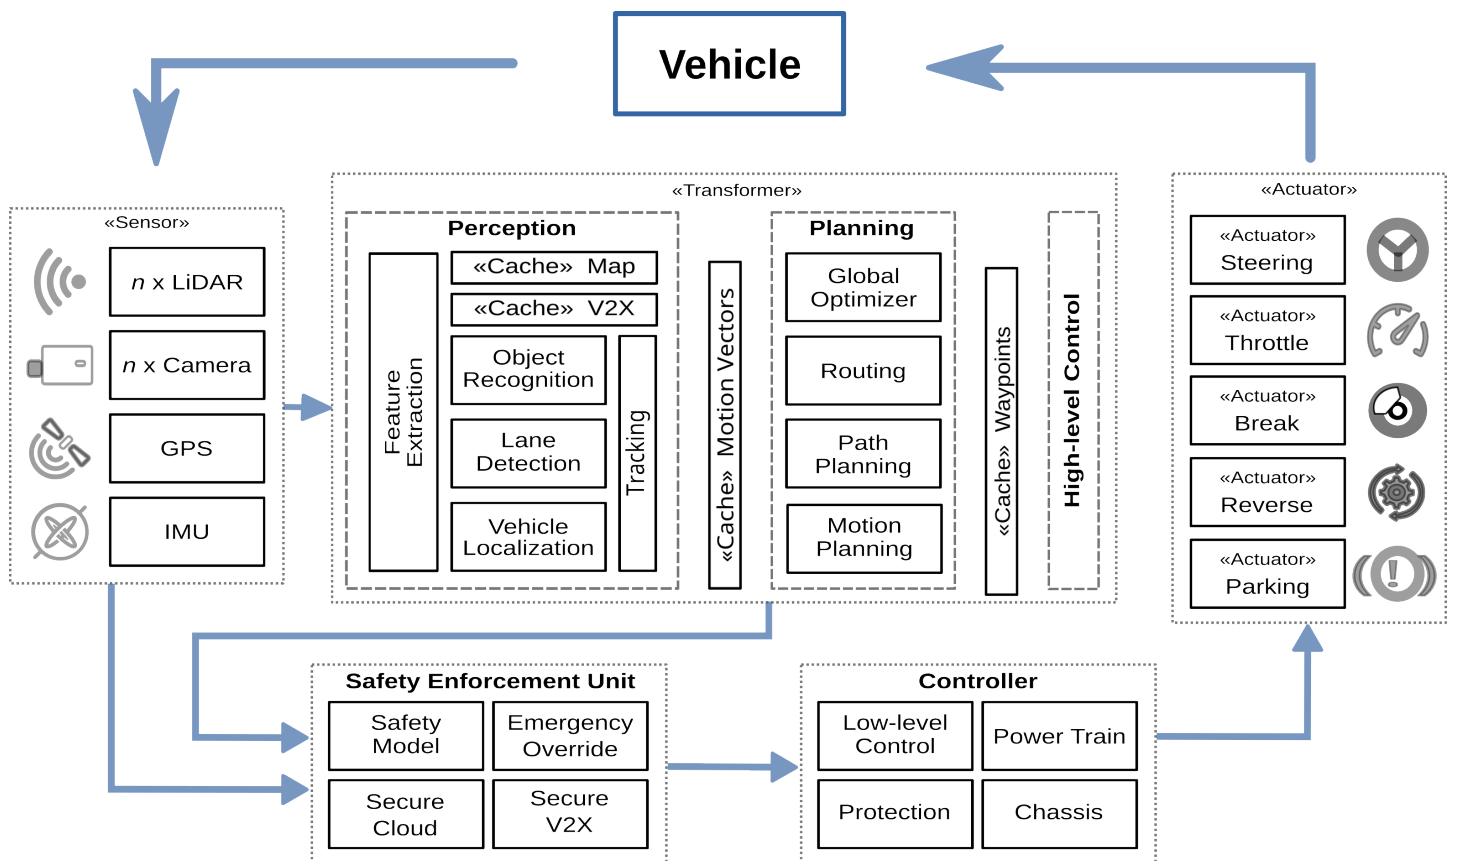 Vehicle
«Sensor»
n x LiDAR
n x Camera
GPS
IMU
«Transformer»
Perception
Feature
Extraction
«Cache» Map
«Cache» V2X
Object
Recognition
Lane
Detection
Vehicle
Localization
Tracking
«Cache» Motion Vectors
Planning
Global
Optimizer
Routing
Path
Planning
Motion
Planning
«Cache» Waypoints
High-level Control
«Actuator»
«Actuator»
Steering
«Actuator»
Throttle
«Actuator»
Break
«Actuator»
Reverse
«Actuator»
Parking
Safety Enforcement Unit
Safety
Model
Emergency
Override
Secure
Cloud
Secure
V2X
Controller
Low-level
Control
Power Train
Protection
Chassis